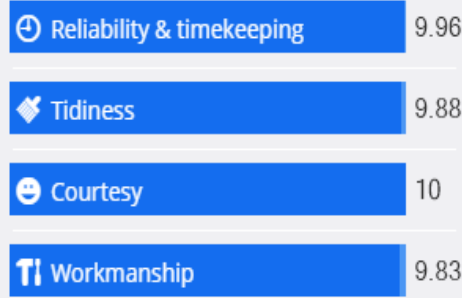 Reliability & timekeeping 9.96
Tidiness 9.88
Courtesy 10
Workmanship 9.83